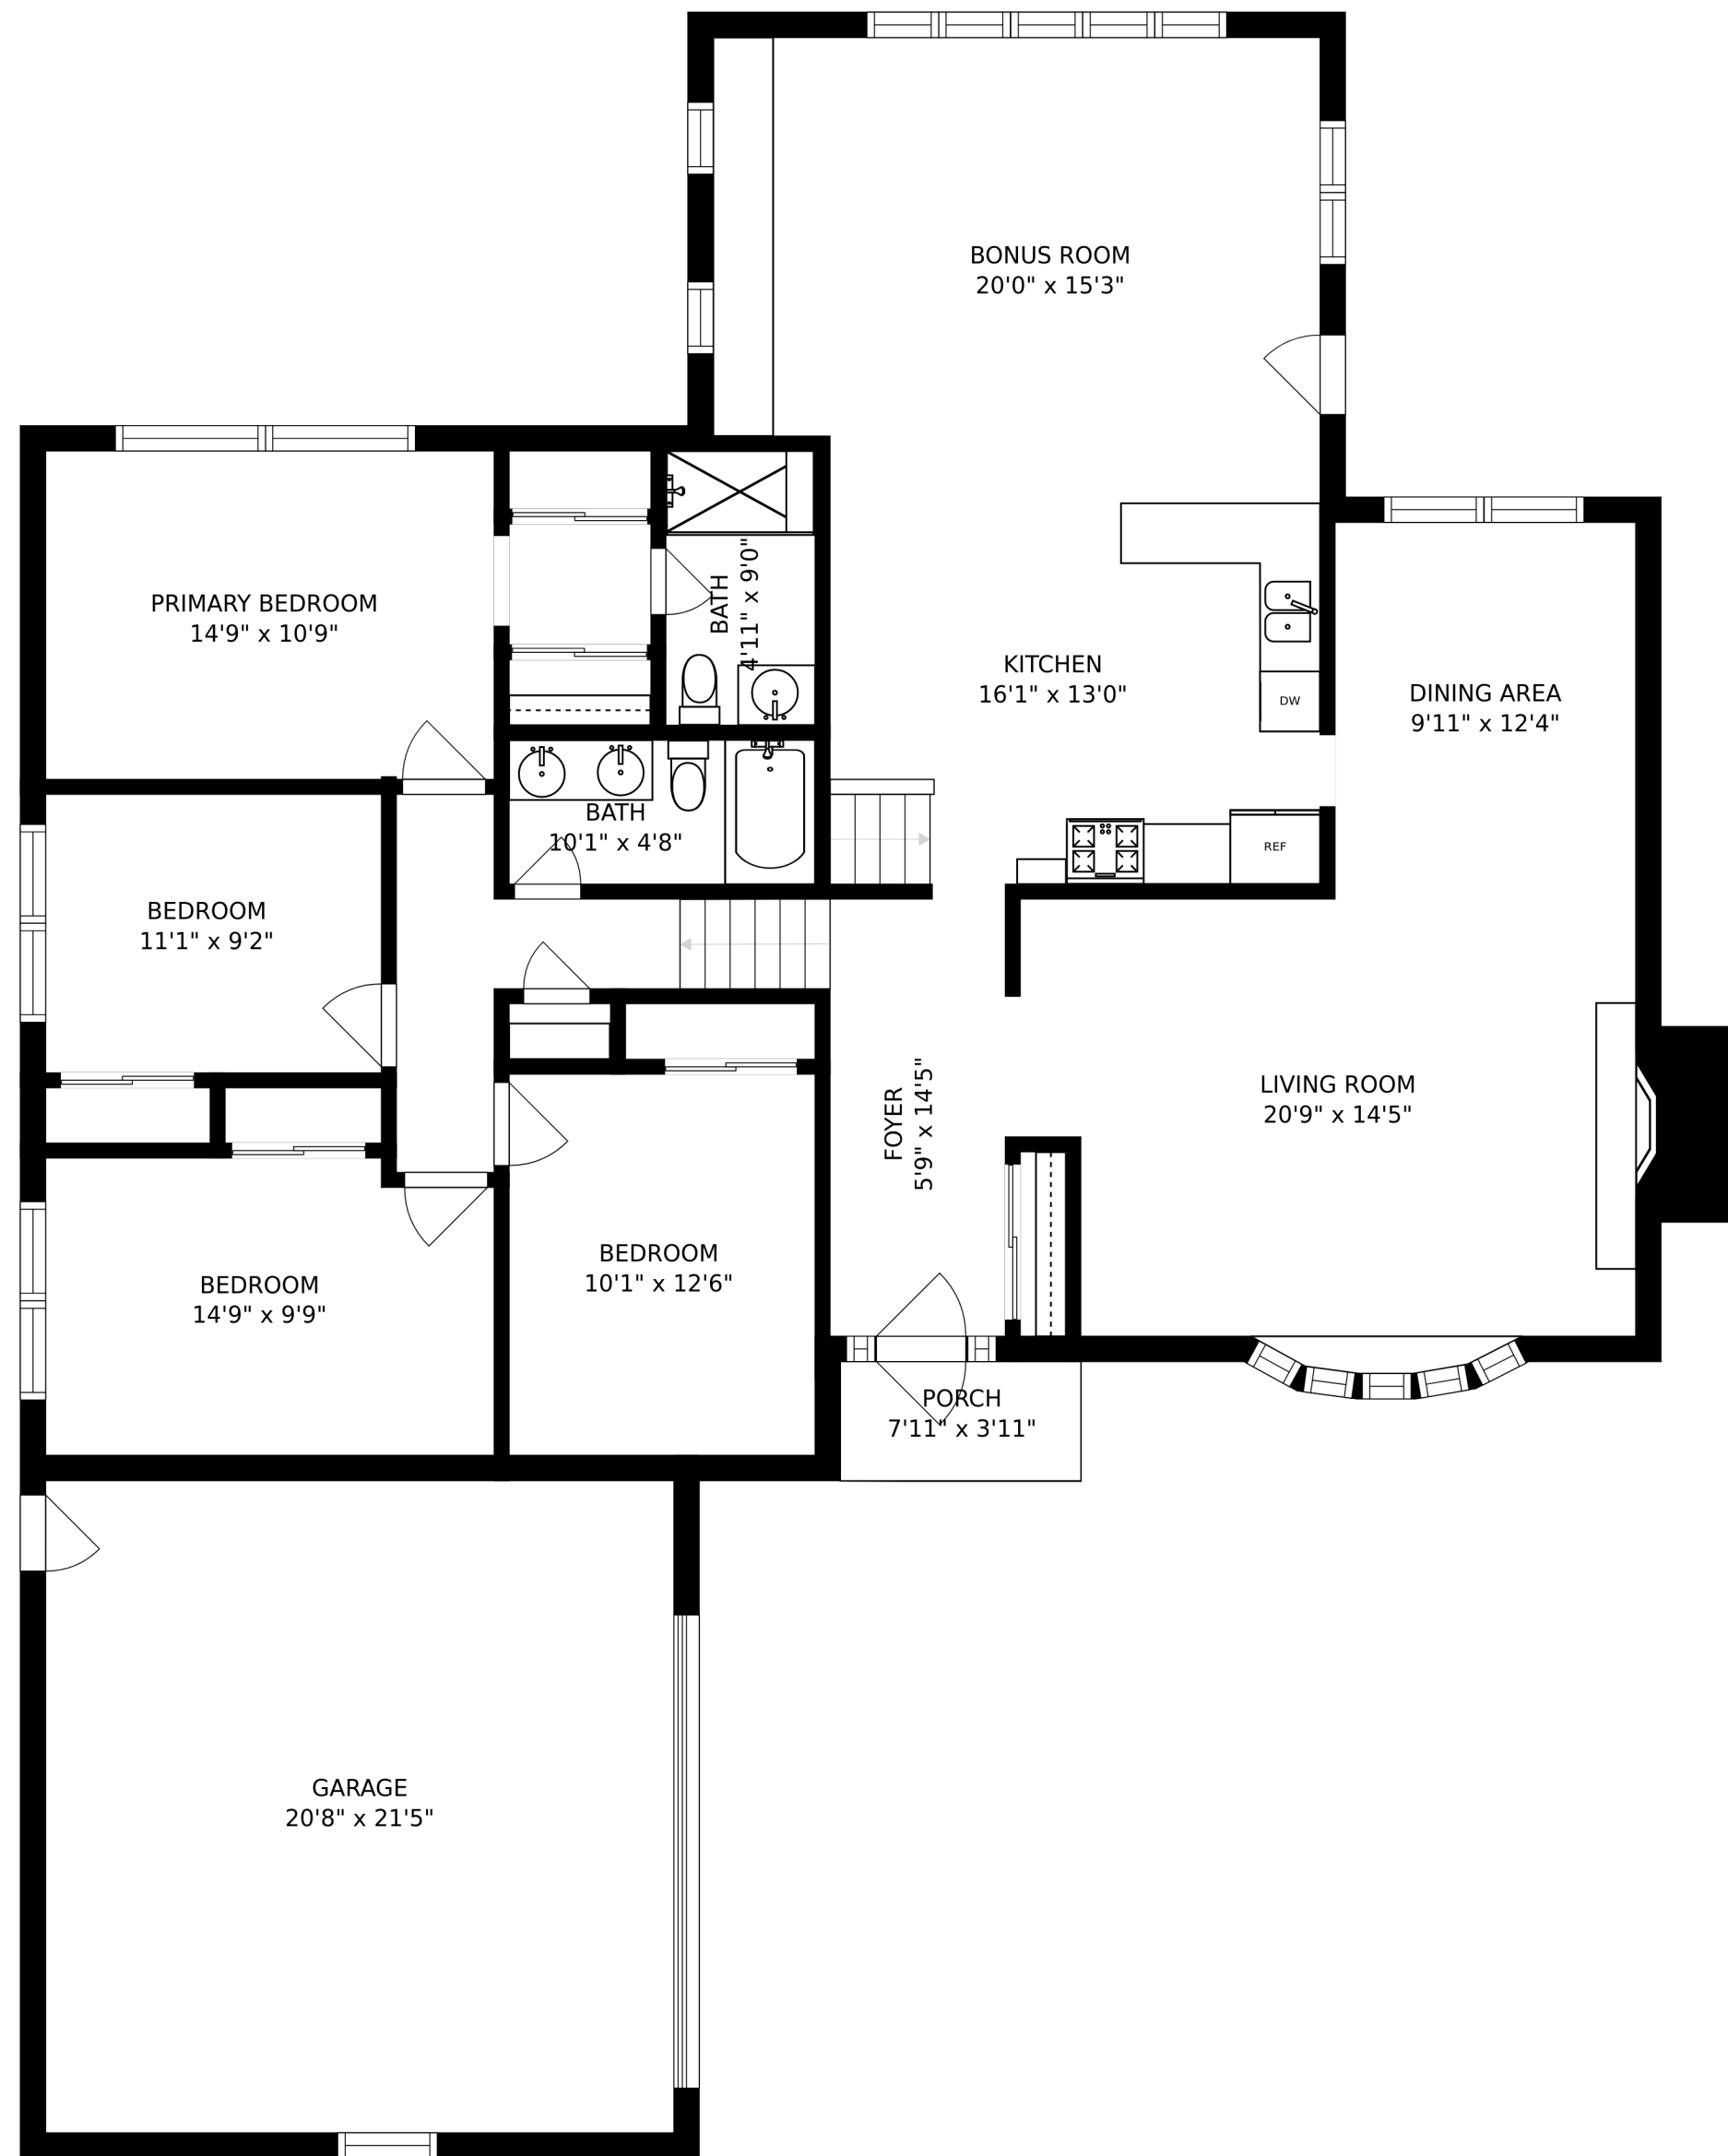 BONUS ROOM
20'0" x 15'3"
PRIMARY BEDROOM
14'9" x 10'9"
BATH
4'11" x 9'0"
KITCHEN
16'1" x 13'0"
DW
DINING AREA
9'11" x 12'4"
BATH
10'1" x 4'8"
REF
BEDROOM
11'1" x 9'2"
FOYER
5'9" x 14'5"
LIVING ROOM
20'9" x 14'5"
BEDROOM
14'9" x 9'9"
BEDROOM
10'1" x 12'6"
PORCH
7'11" x 3'11"
GARAGE
20'8" x 21'5"